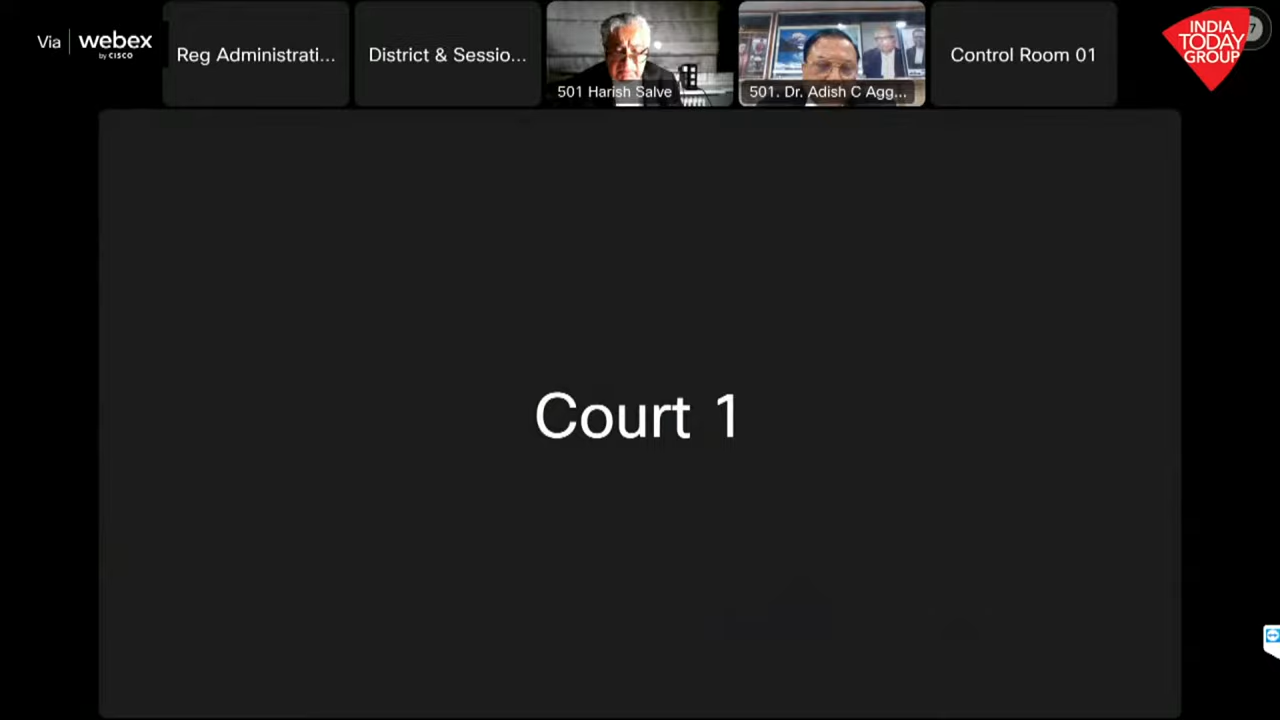 Via webex
by CISCO
Reg Administrati...
District & Sessio...
501 Harish Salve
501. Dr. Adish C Agg...
Control Room 01
INDIA
TODAY
GROUP
7
Court 1